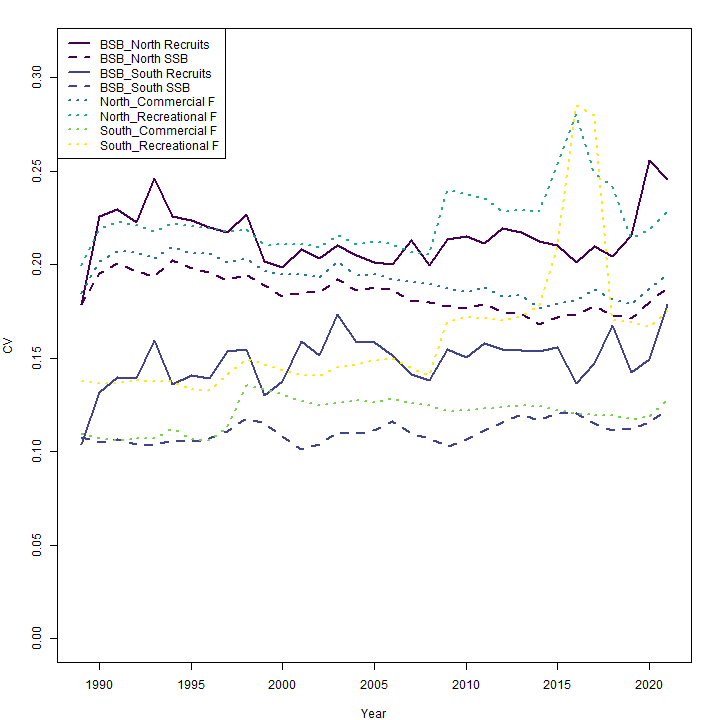 BSB_North Recruits
BSB_North SSB
BSB_South Recruits
BSB_South SSB
North_Commercial F
North_Recreational F
South_Commercial F
South_Recreational F
0.30
0.25
0.20
0.15
0.10
0.05
0.00
CV
1990 1995 2000 2005 2010 2015 2020
Year